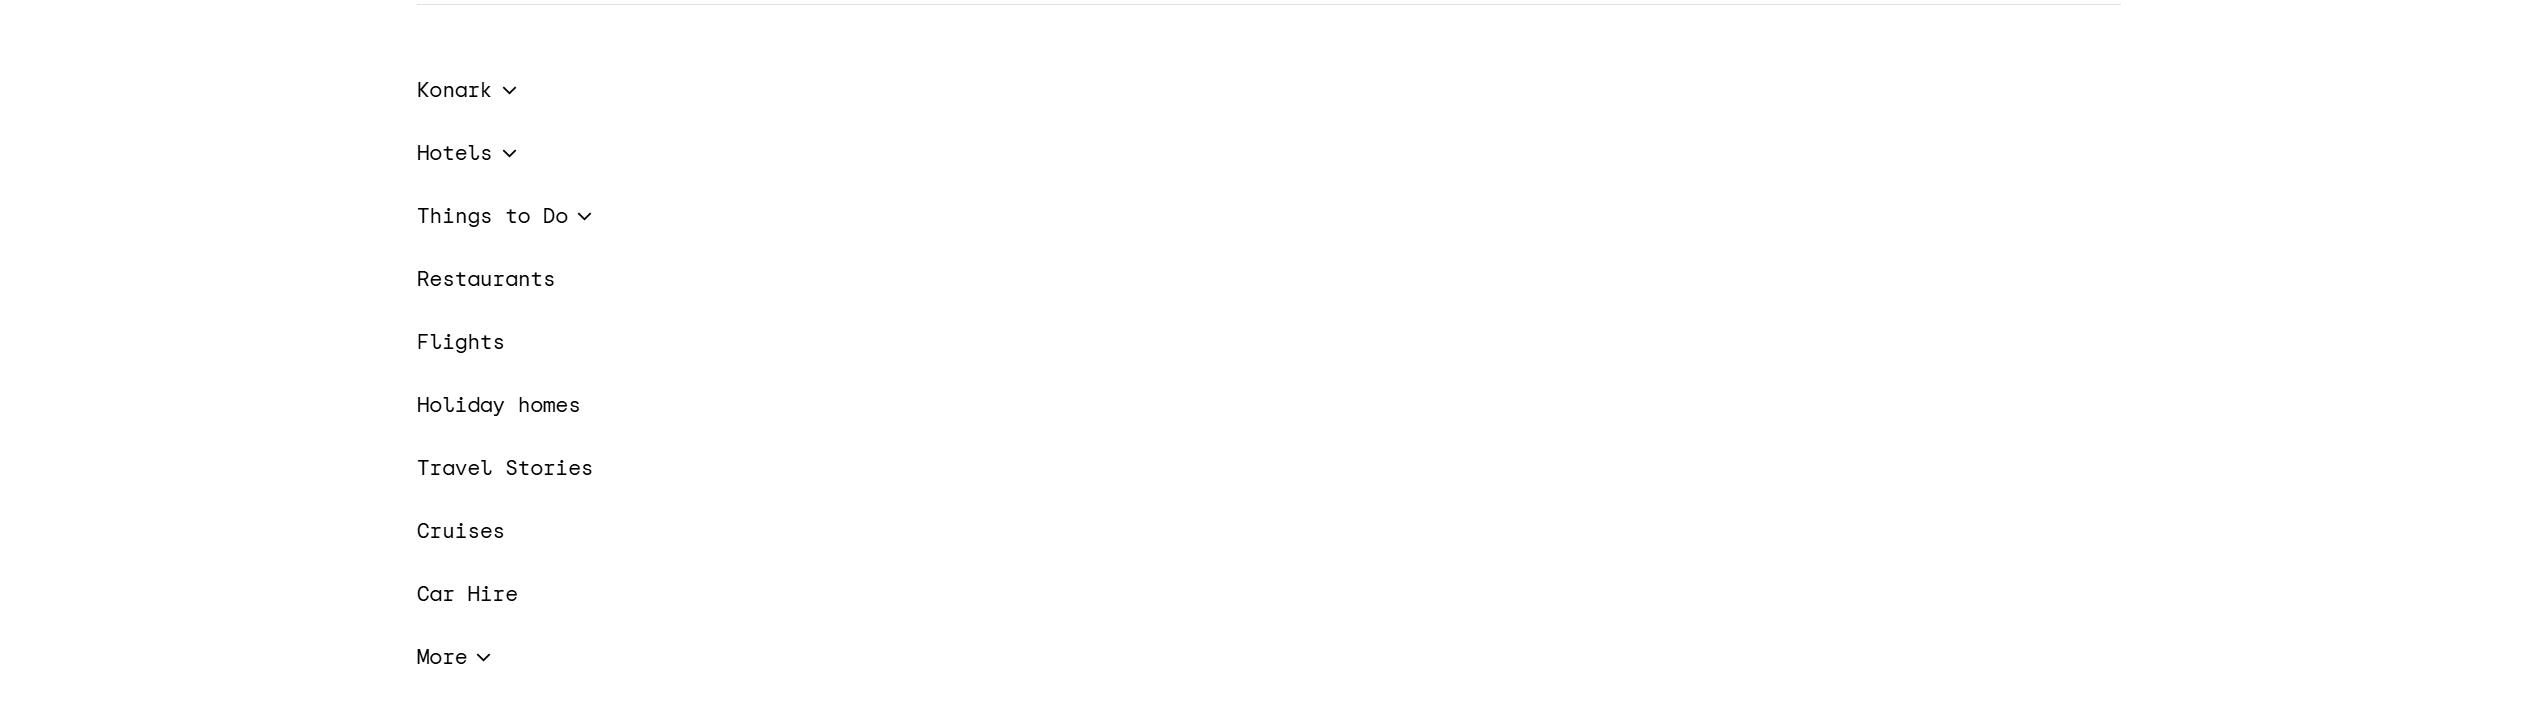 Konark
Hotels
Things to Do
Restaurants
Flights
Holiday homes
Travel Stories
Cruises
Car Hire
More